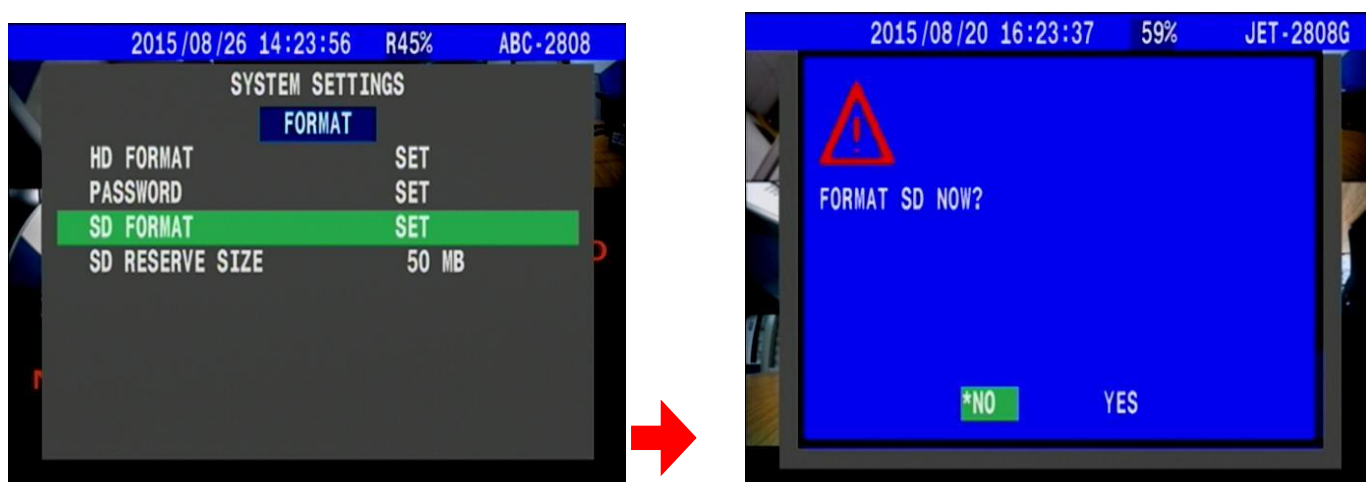 2015/08/26 14:23:56 R45% ABC-2808
SYSTEM SETTINGS
FORMAT
HD FORMAT SET
PASSWORD SET
SD FORMAT SET
SD RESERVE SIZE 50 MB
2015/08/20 16:23:37 59% JET-2808G
FORMAT SD NOW?
*NO YES